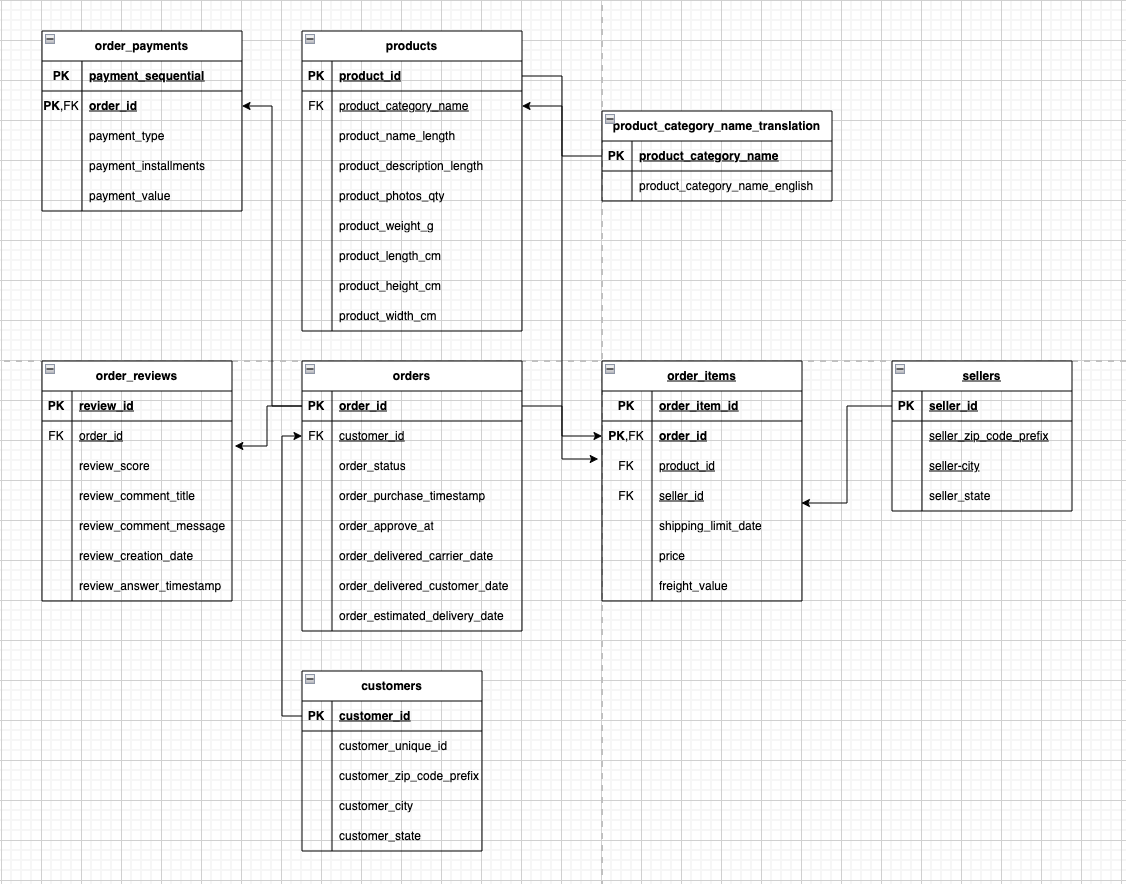 order_payments
PK payment_sequential
PK,FK order_id
payment_type
payment_installments
payment_value
products
PK product_id
FK product_category_name
product_name_length
product_description_length
product_photos_qty
product_weight_g
product_length_cm
product_height_cm
product_width_cm
product_category_name_translation
PK product_category_name
product_category_name_english
order_reviews
PK review_id
FK order_id
review_score
review_comment_title
review_comment_message
review_creation_date
review_answer_timestamp
orders
PK order_id
FK customer_id
order_status
order_purchase_timestamp
order_approve_at
order_delivered_carrier_date
order_delivered_customer_date
order_estimated_delivery_date
order_items
PK order_item_id
PK,FK order_id
FK product_id
FK seller_id
shipping_limit_date
price
freight_value
sellers
PK seller_id
seller_zip_code_prefix
seller-city
seller_state
customers
PK customer_id
customer_unique_id
customer_zip_code_prefix
customer_city
customer_state